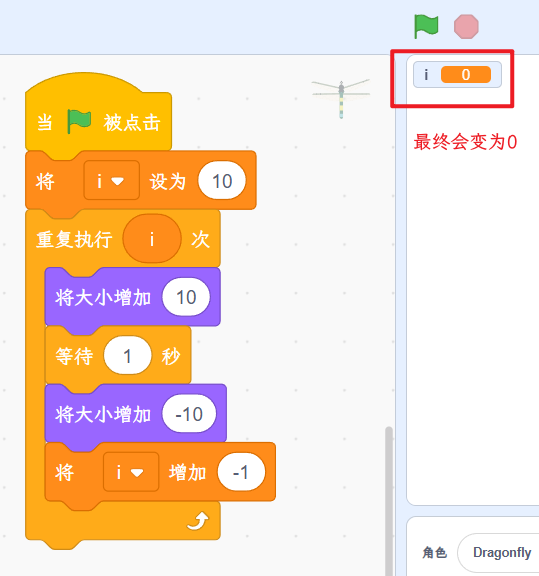 i 0
最终会变为0
当 被点击
将 i 设为 10
重复执行 i 次
将大小增加 10
等待 1 秒
将大小增加 -10
将 i 增加 -1
角色 Dragonfly